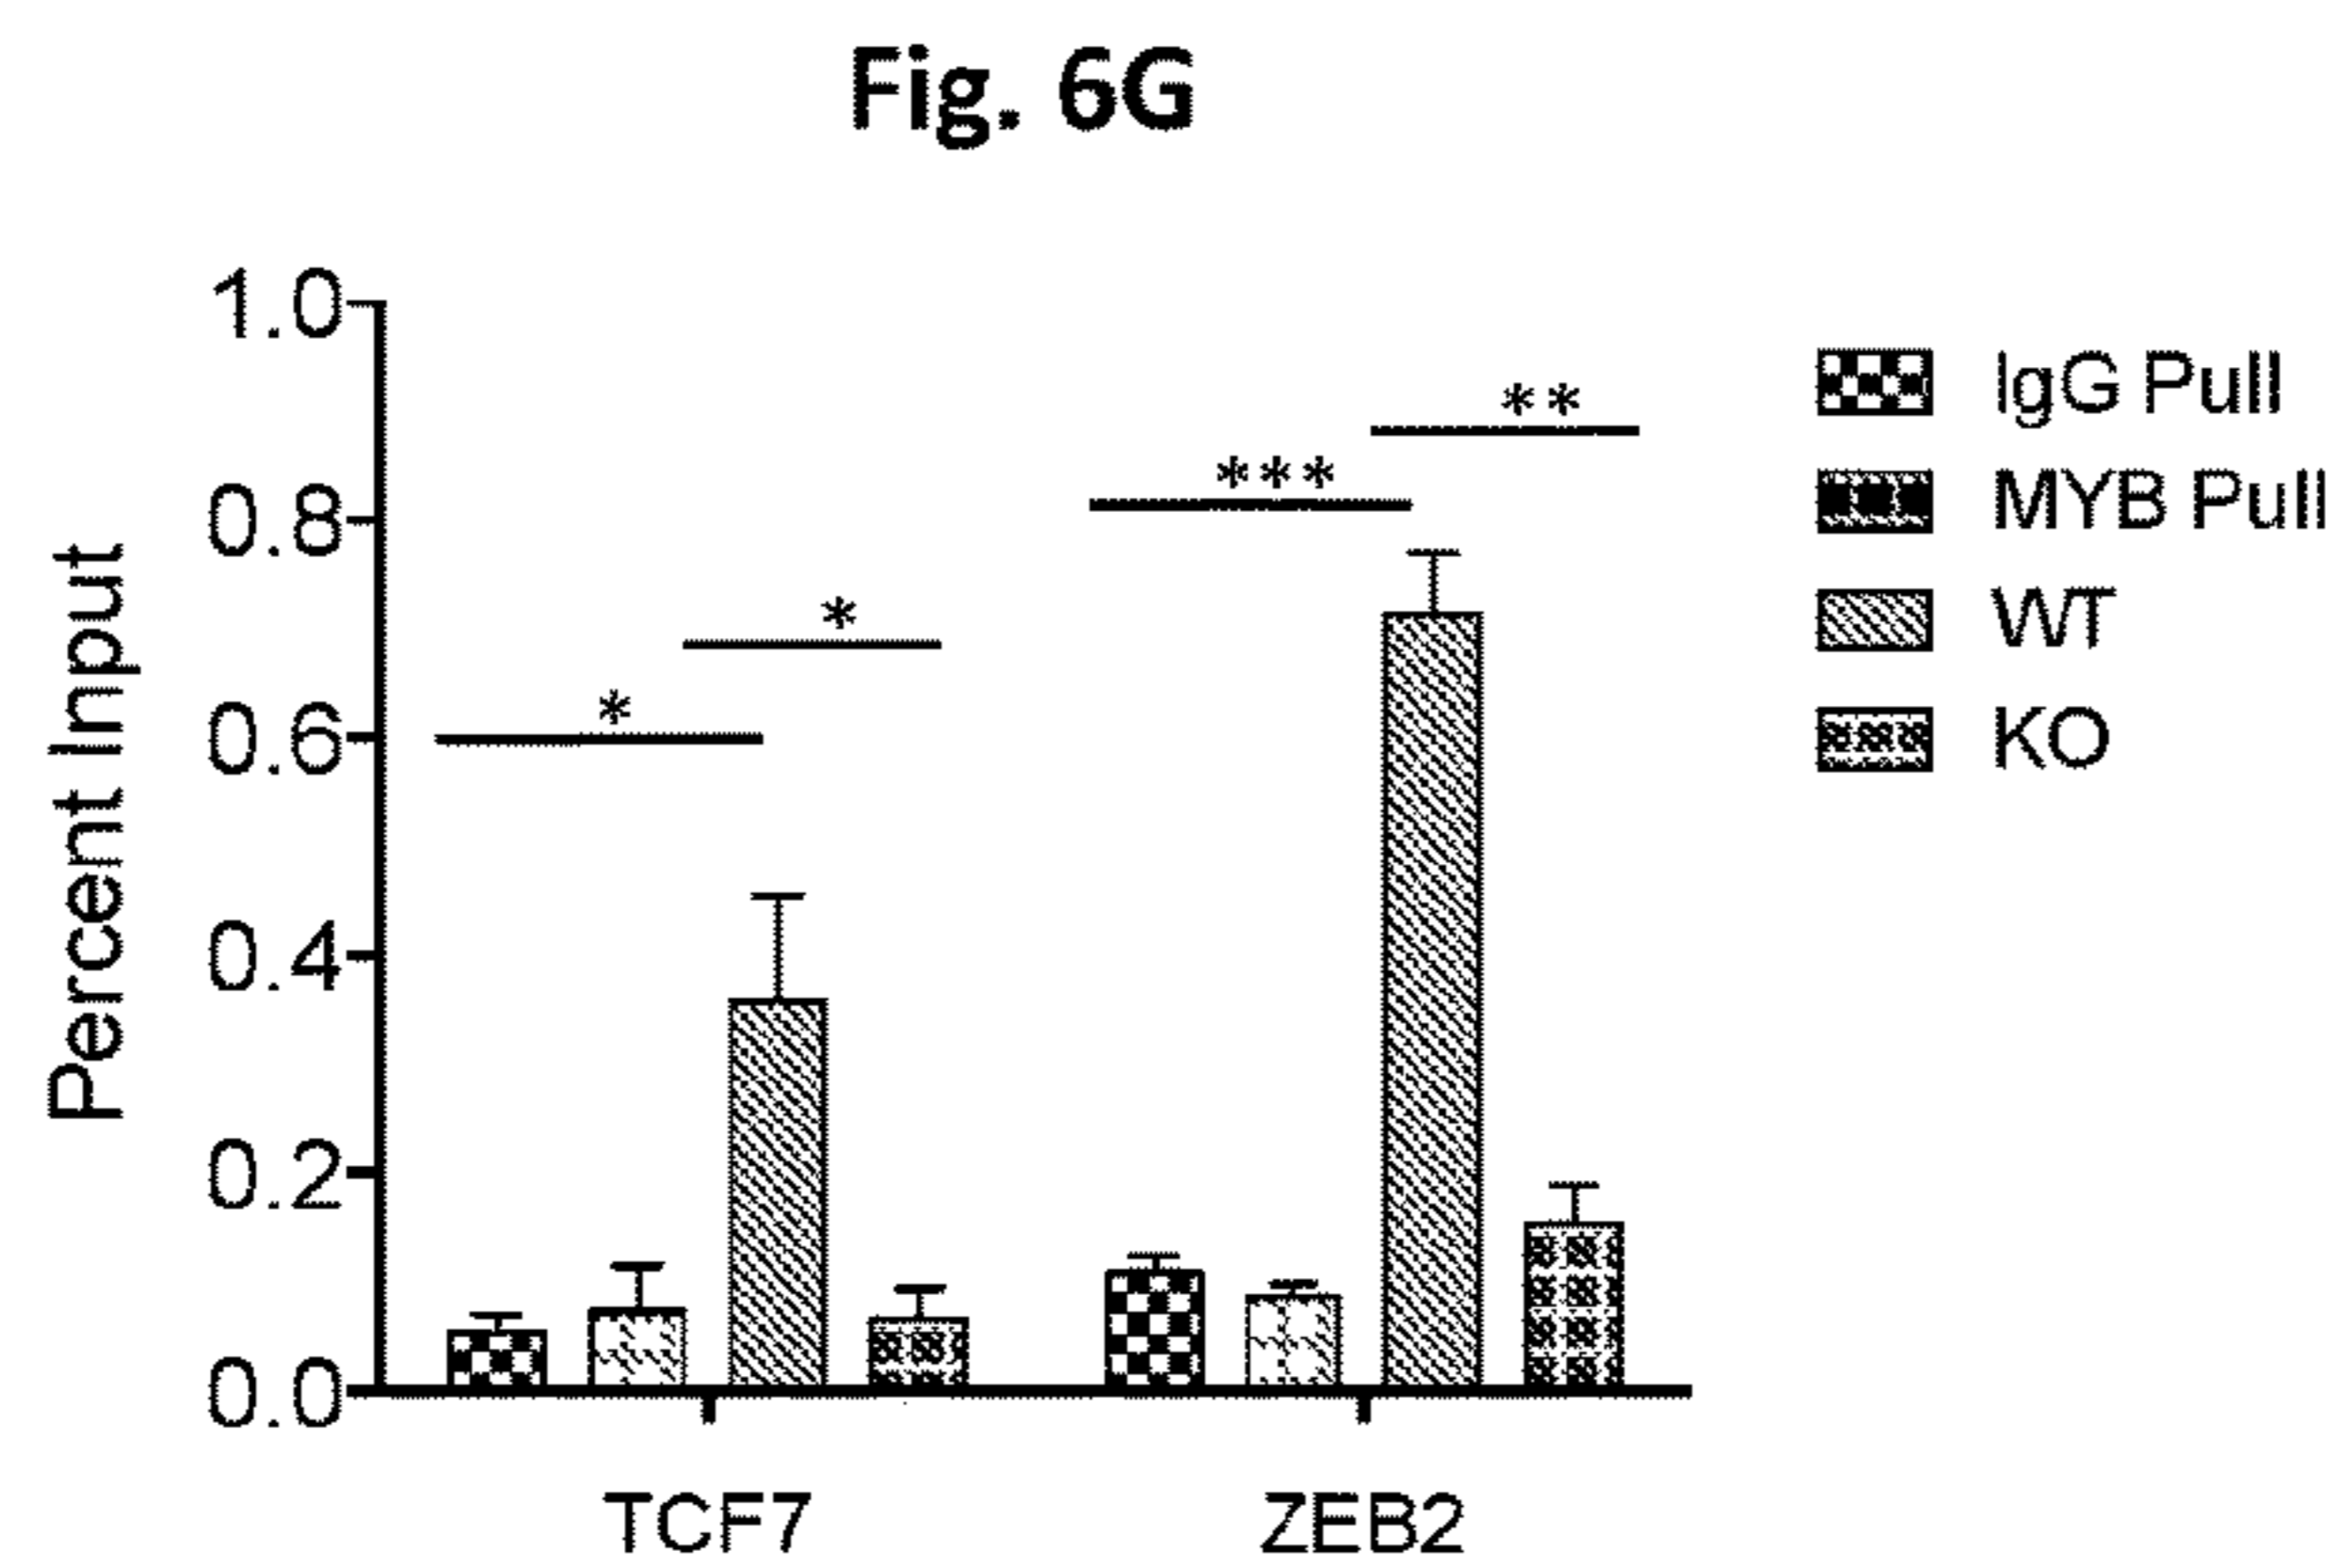 Fig. 6G
Percent Input
1.0
0.8
0.6
0.4
0.2
0.0
*
*
***
**
TCF7
ZEB2
IgG Pull
MYB Pull
WT
KO